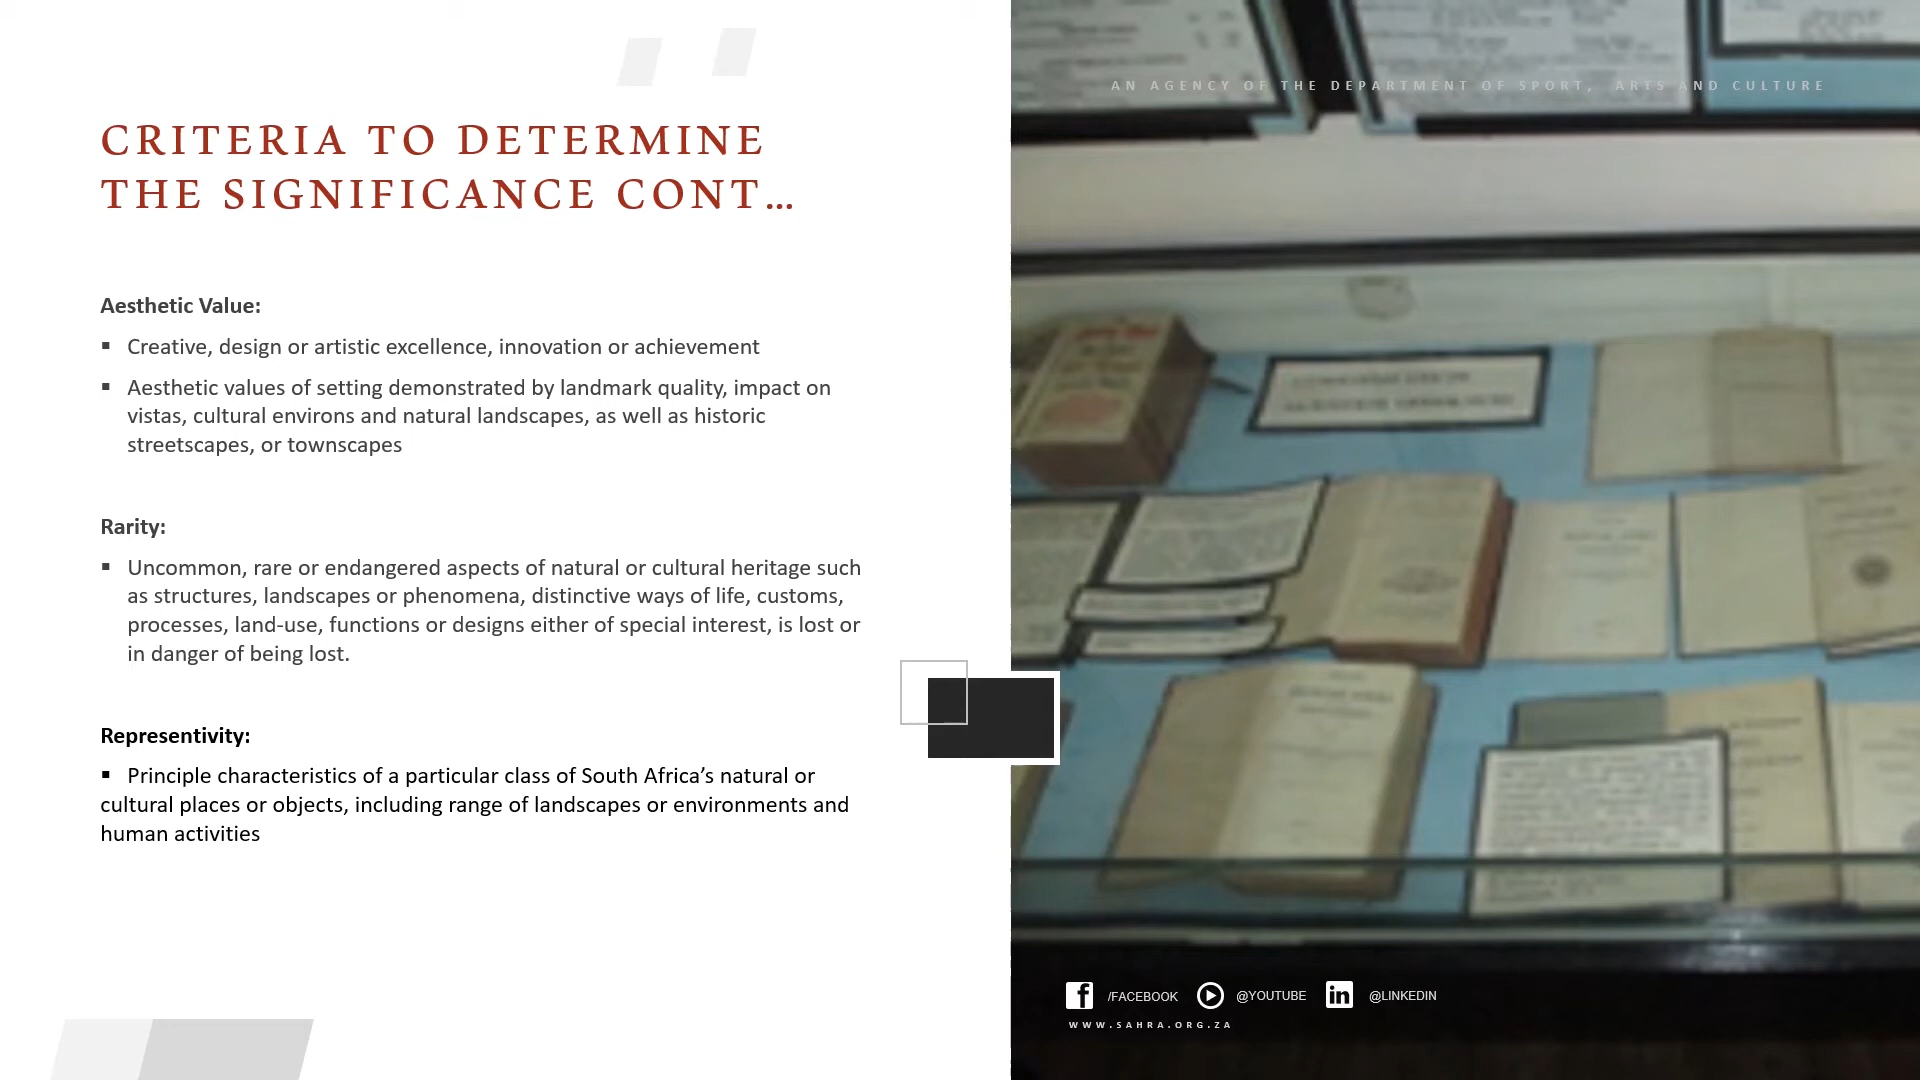 AN AGENCY OF THE DEPARTMENT OF SPORT, ARTS AND CULTURE
CRITERIA TO DETERMINE
THE SIGNIFICANCE CONT…
Aesthetic Value:
▪ Creative, design or artistic excellence, innovation or achievement
▪ Aesthetic values of setting demonstrated by landmark quality, impact on
vistas, cultural environs and natural landscapes, as well as historic
streetscapes, or townscapes
Rarity:
▪ Uncommon, rare or endangered aspects of natural or cultural heritage such
as structures, landscapes or phenomena, distinctive ways of life, customs,
processes, land-use, functions or designs either of special interest, is lost or
in danger of being lost.
Representivity:
▪ Principle characteristics of a particular class of South Africa’s natural or
cultural places or objects, including range of landscapes or environments and
human activities
/FACEBOOK @YOUTUBE @LINKEDIN
WWW.SAHRA.ORG.ZA